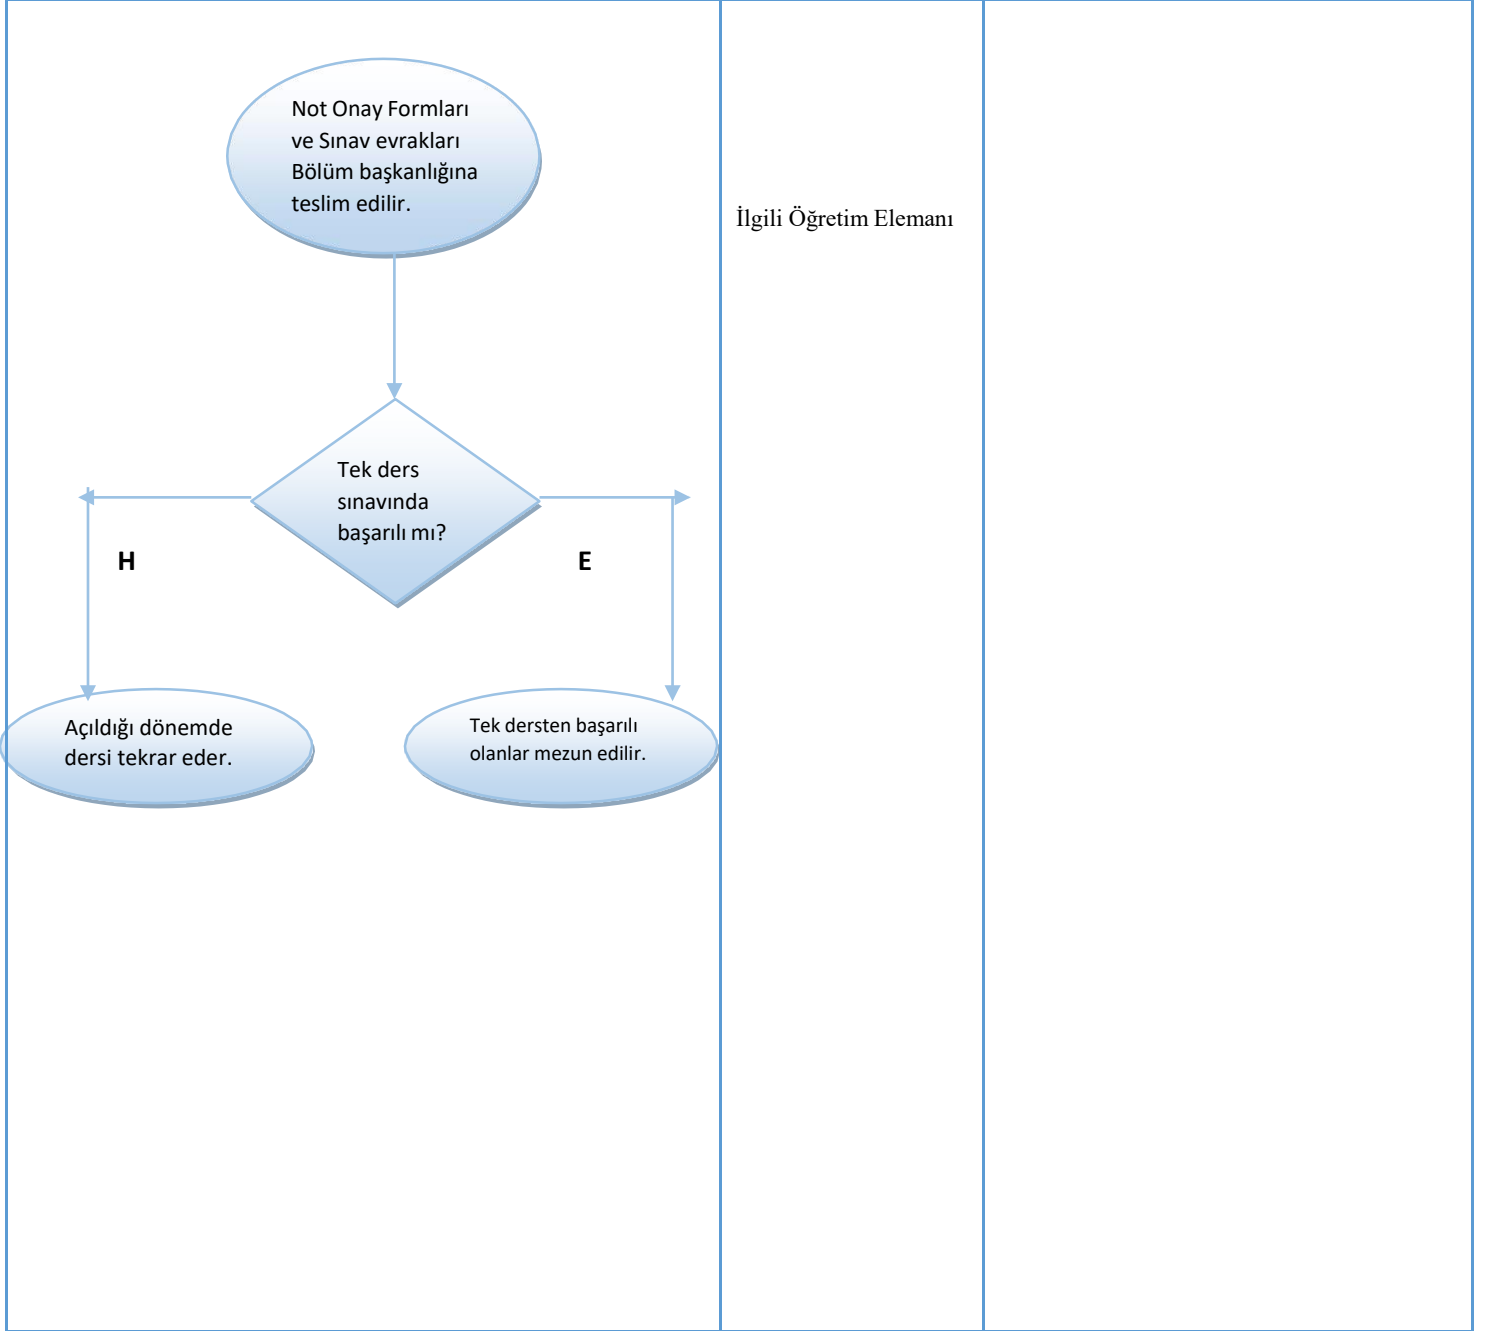 Not Onay Formları
ve Sınav evrakları
Bölüm başkanlığına
teslim edilir.
İlgili Öğretim Elemanı
Tek ders
sınavında
başarılı mı?
H
E
Açıldığı dönemde
dersi tekrar eder.
Tek dersten başarılı
olanlar mezun edilir.